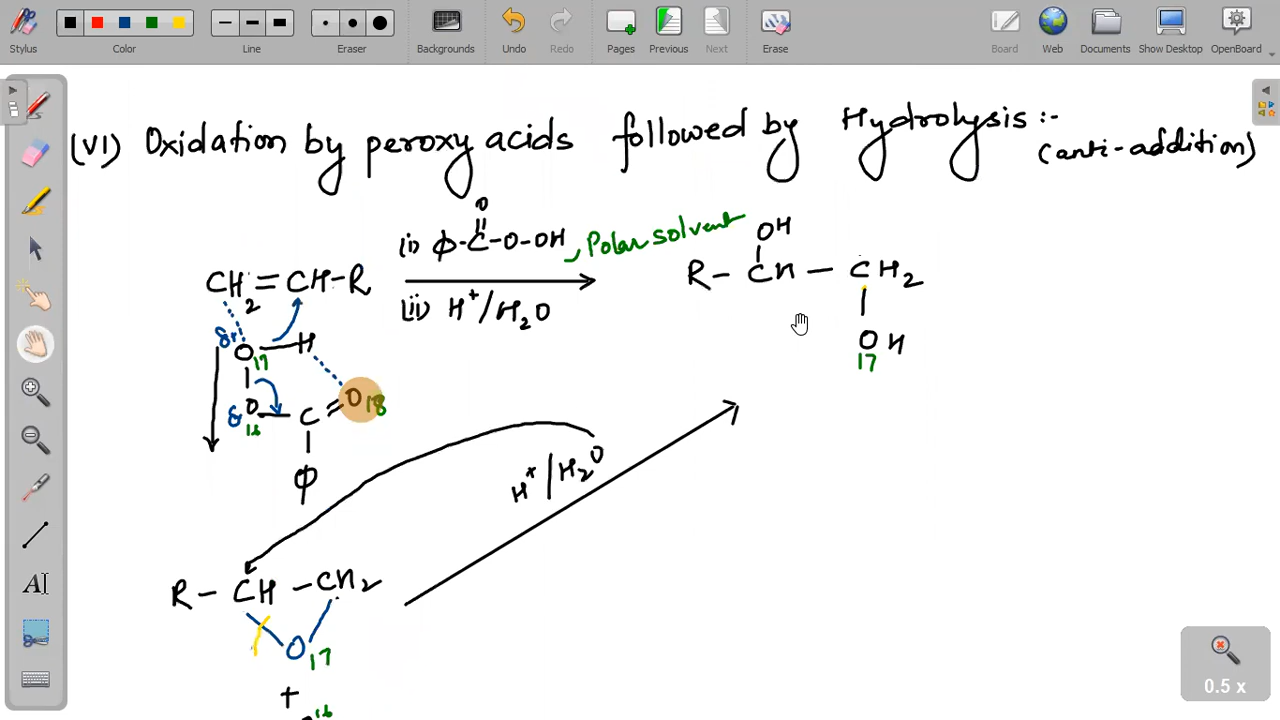 Stylus Color Line Eraser Backgrounds Undo Redo Pages Previous Next Erase Board Web Documents Show Desktop OpenBoard
(VI) Oxidation by peroxy acids followed by Hydrolysis :-
(anti-addition)
(i) Φ-C-O-OH, Polar solvent
O
CH2=CH-R
(ii) H+/H2O
OH
R-CH-CH2
OH
17
δ+ O - H
17
δ O - C = O 18
16
Φ
H+/H2O
R-CH-CH2
O 17
+
16
0.5 x